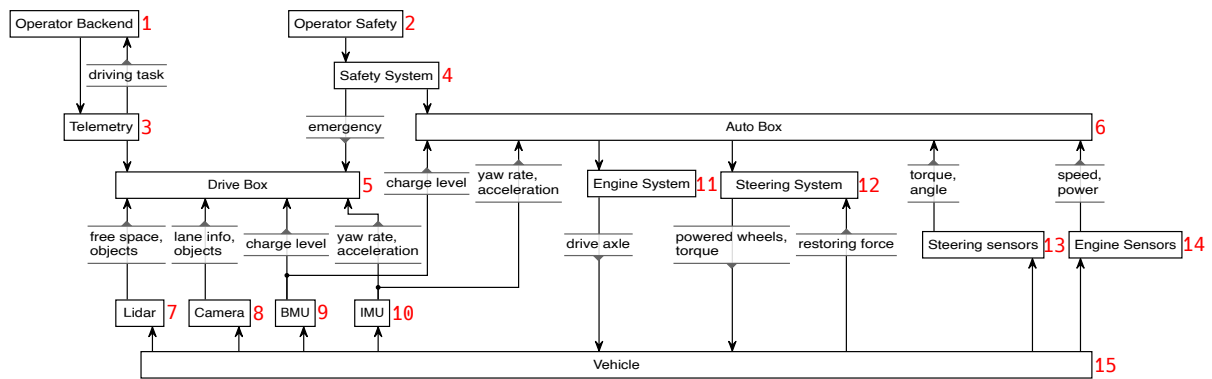 Operator Backend 1
Operator Safety 2
driving task
Safety System 4
Telemetry 3
emergency
Auto Box 6
Drive Box 5
charge level
yaw rate,
acceleration
Engine System 11
Steering System 12
torque,
angle
speed,
power
free space,
objects
lane info,
objects
charge level
yaw rate,
acceleration
drive axle
powered wheels,
torque
restoring force
Steering sensors 13
Engine Sensors 14
Lidar 7
Camera 8
BMU 9
IMU 10
Vehicle 15